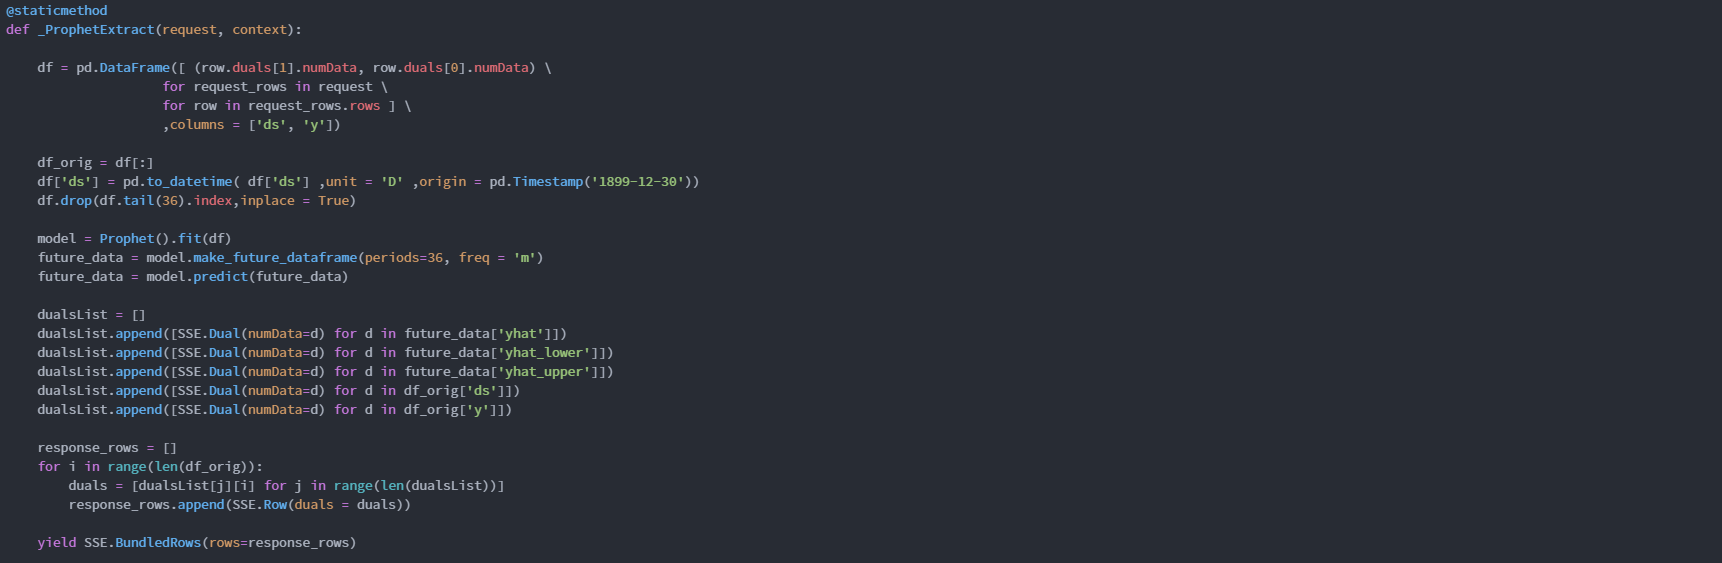 @staticmethod
def _ProphetExtract(request, context):

    df = pd.DataFrame([ (row.duals[1].numData, row.duals[0].numData) \
                    for request_rows in request \
                    for row in request_rows.rows ] \
                    ,columns = ['ds', 'y'])

    df_orig = df[:]
    df['ds'] = pd.to_datetime( df['ds'] ,unit = 'D' ,origin = pd.Timestamp('1899-12-30'))
    df.drop(df.tail(36).index,inplace = True)

    model = Prophet().fit(df)
    future_data = model.make_future_dataframe(periods=36, freq = 'm')
    future_data = model.predict(future_data)

    dualsList = []
    dualsList.append([SSE.Dual(numData=d) for d in future_data['yhat']])
    dualsList.append([SSE.Dual(numData=d) for d in future_data['yhat_lower']])
    dualsList.append([SSE.Dual(numData=d) for d in future_data['yhat_upper']])
    dualsList.append([SSE.Dual(numData=d) for d in df_orig['ds']])
    dualsList.append([SSE.Dual(numData=d) for d in df_orig['y']])

    response_rows = []
    for i in range(len(df_orig)):
        duals = [dualsList[j][i] for j in range(len(dualsList))]
        response_rows.append(SSE.Row(duals = duals))

    yield SSE.BundledRows(rows=response_rows)